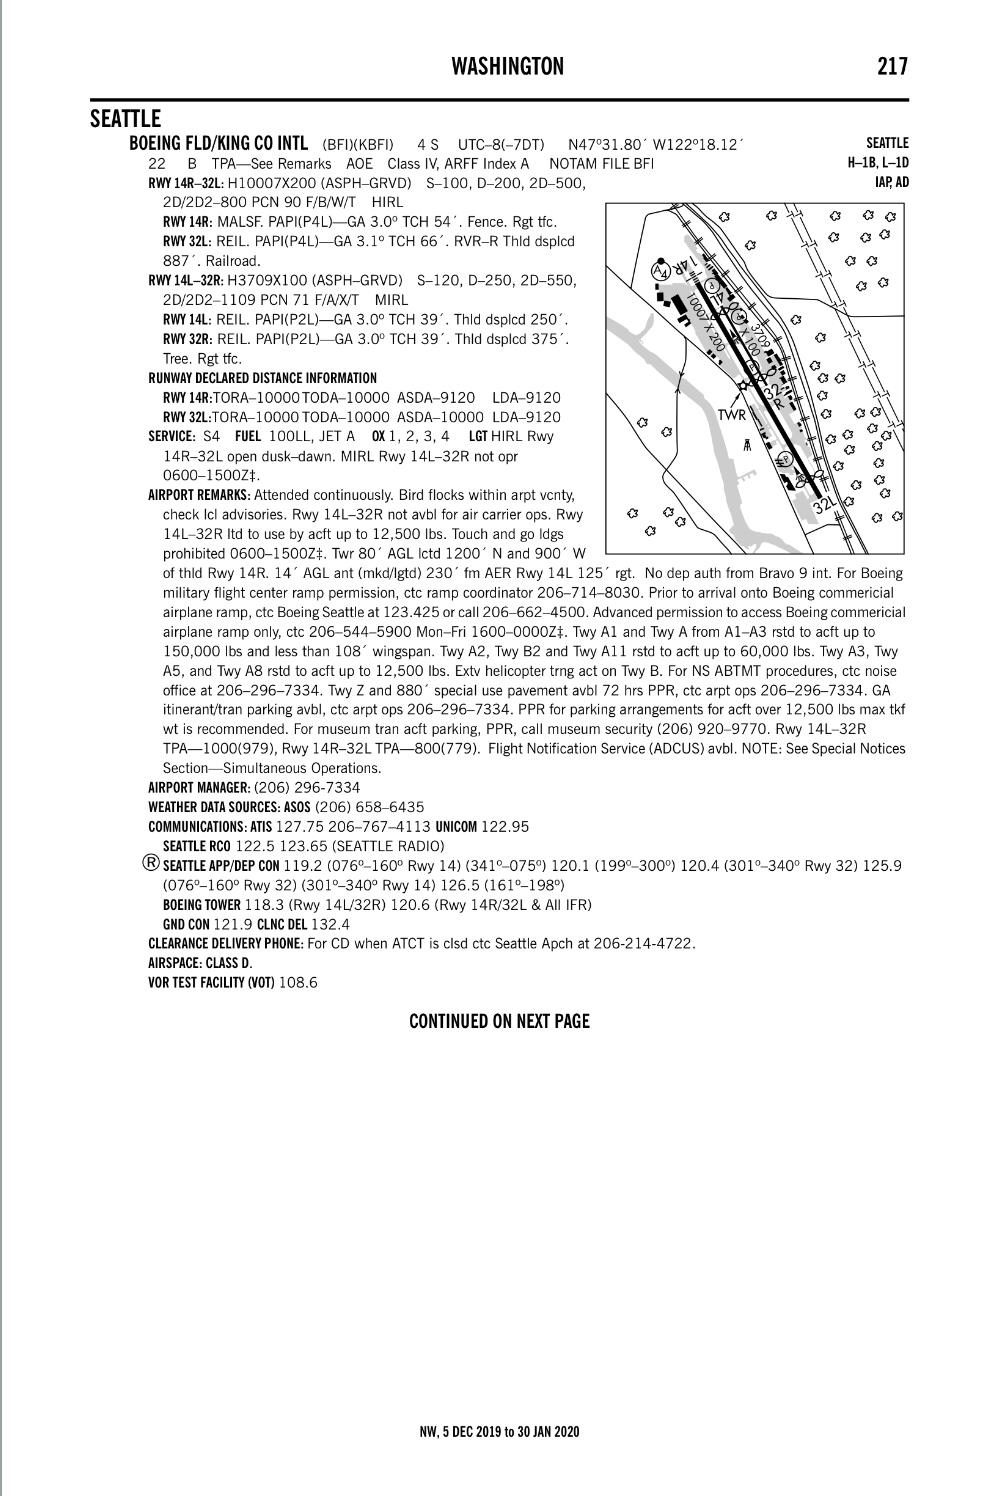 WASHINGTON 217
SEATTLE
BOEING FLD/KING CO INTL (BFI)(KBFI) 4 S UTC–8(–7DT) N47º31.80´ W122º18.12´ SEATTLE
22 B TPA—See Remarks AOE Class IV, ARFF Index A NOTAM FILE BFI H–1B, L–1D
RWY 14R–32L: H10007X200 (ASPH–GRVD) S–100, D–200, 2D–500, IAP, AD
2D/2D2–800 PCN 90 F/B/W/T HIRL
RWY 14R: MALSF. PAPI(P4L)—GA 3.0º TCH 54´. Fence. Rgt tfc.
RWY 32L: REIL. PAPI(P4L)—GA 3.1º TCH 66´. RVR–R Thld dsplcd
887´. Railroad.
RWY 14L–32R: H3709X100 (ASPH–GRVD) S–120, D–250, 2D–550,
2D/2D2–1109 PCN 71 F/A/X/T MIRL
RWY 14L: REIL. PAPI(P2L)—GA 3.0º TCH 39´. Thld dsplcd 250´.
RWY 32R: REIL. PAPI(P2L)—GA 3.0º TCH 39´. Thld dsplcd 375´.
Tree. Rgt tfc.
RUNWAY DECLARED DISTANCE INFORMATION
RWY 14R:TORA–10000 TODA–10000 ASDA–9120 LDA–9120
RWY 32L:TORA–10000 TODA–10000 ASDA–10000 LDA–9120
SERVICE: S4 FUEL 100LL, JET A OX 1, 2, 3, 4 LGT HIRL Rwy
14R–32L open dusk–dawn. MIRL Rwy 14L–32R not opr
0600–1500Z‡.
AIRPORT REMARKS: Attended continuously. Bird flocks within arpt vcnty,
check lcl advisories. Rwy 14L–32R not avbl for air carrier ops. Rwy
14L–32R ltd to use by acft up to 12,500 lbs. Touch and go ldgs
prohibited 0600–1500Z‡. Twr 80´ AGL lctd 1200´ N and 900´ W
of thld Rwy 14R. 14´ AGL ant (mkd/lgtd) 230´ fm AER Rwy 14L 125´ rgt. No dep auth from Bravo 9 int. For Boeing
military flight center ramp permission, ctc ramp coordinator 206–714–8030. Prior to arrival onto Boeing commericial
airplane ramp, ctc Boeing Seattle at 123.425 or call 206–662–4500. Advanced permission to access Boeing commericial
airplane ramp only, ctc 206–544–5900 Mon–Fri 1600–0000Z‡. Twy A1 and Twy A from A1–A3 rstd to acft up to
150,000 lbs and less than 108´ wingspan. Twy A2, Twy B2 and Twy A11 rstd to acft up to 60,000 lbs. Twy A3, Twy
A5, and Twy A8 rstd to acft up to 12,500 lbs. Extv helicopter trng act on Twy B. For NS ABTMT procedures, ctc noise
office at 206–296–7334. Twy Z and 880´ special use pavement avbl 72 hrs PPR, ctc arpt ops 206–296–7334. GA
itinerant/tran parking avbl, ctc arpt ops 206–296–7334. PPR for parking arrangements for acft over 12,500 lbs max tkf
wt is recommended. For museum tran acft parking, PPR, call museum security (206) 920–9770. Rwy 14L–32R
TPA—1000(979), Rwy 14R–32L TPA—800(779). Flight Notification Service (ADCUS) avbl. NOTE: See Special Notices
Section—Simultaneous Operations.
AIRPORT MANAGER: (206) 296-7334
WEATHER DATA SOURCES: ASOS (206) 658–6435
COMMUNICATIONS: ATIS 127.75 206–767–4113 UNICOM 122.95
SEATTLE RCO 122.5 123.65 (SEATTLE RADIO)
Ⓡ SEATTLE APP/DEP CON 119.2 (076º–160º Rwy 14) (341º–075º) 120.1 (199º–300º) 120.4 (301º–340º Rwy 32) 125.9
(076º–160º Rwy 32) (301º–340º Rwy 14) 126.5 (161º–198º)
BOEING TOWER 118.3 (Rwy 14L/32R) 120.6 (Rwy 14R/32L & All IFR)
GND CON 121.9 CLNC DEL 132.4
CLEARANCE DELIVERY PHONE: For CD when ATCT is clsd ctc Seattle Apch at 206-214-4722.
AIRSPACE: CLASS D.
VOR TEST FACILITY (VOT) 108.6
A4
14R
10007 X 200
3709 X 100
32R
TWR
32L
CONTINUED ON NEXT PAGE
NW, 5 DEC 2019 to 30 JAN 2020